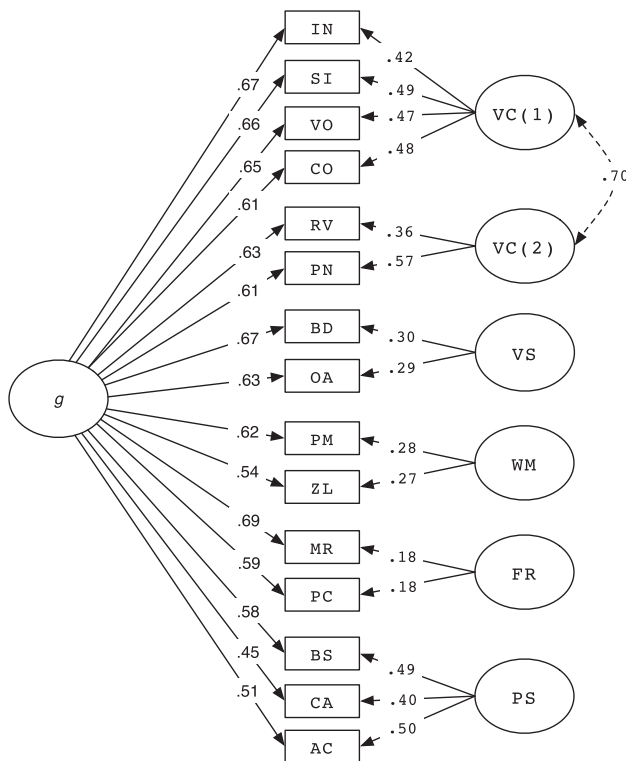 IN
.42
.67
SI
.49
VC(1)
.66
VO
.47
.65
CO
.48
.61
.70
RV
.36
.63
VC(2)
PN
.57
.61
BD
.30
.67
VS
OA
.29
.63
g
PM
.28
.62
WM
ZL
.27
.54
MR
.18
.69
FR
PC
.18
.59
BS
.49
.58
PS
CA
.40
.45
AC
.50
.51